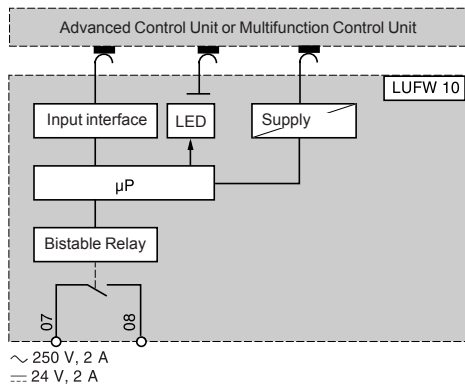 Advanced Control Unit or Multifunction Control Unit
LUFW 10
Input interface
LED
Supply
µP
Bistable Relay
07
08
∼ 250 V, 2 A
⎓ 24 V, 2 A